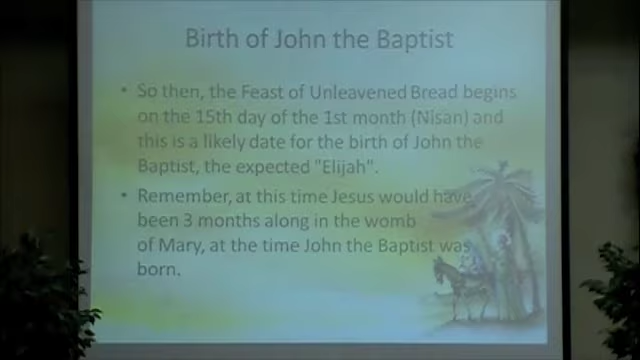 Birth of John the Baptist
• So then, the Feast of Unleavened Bread begins
on the 15th day of the 1st month (Nisan) and
this is a likely date for the birth of John the
Baptist, the expected "Elijah".
• Remember, at this time Jesus would have
been 3 months along in the womb
of Mary, at the time John the Baptist was
born.